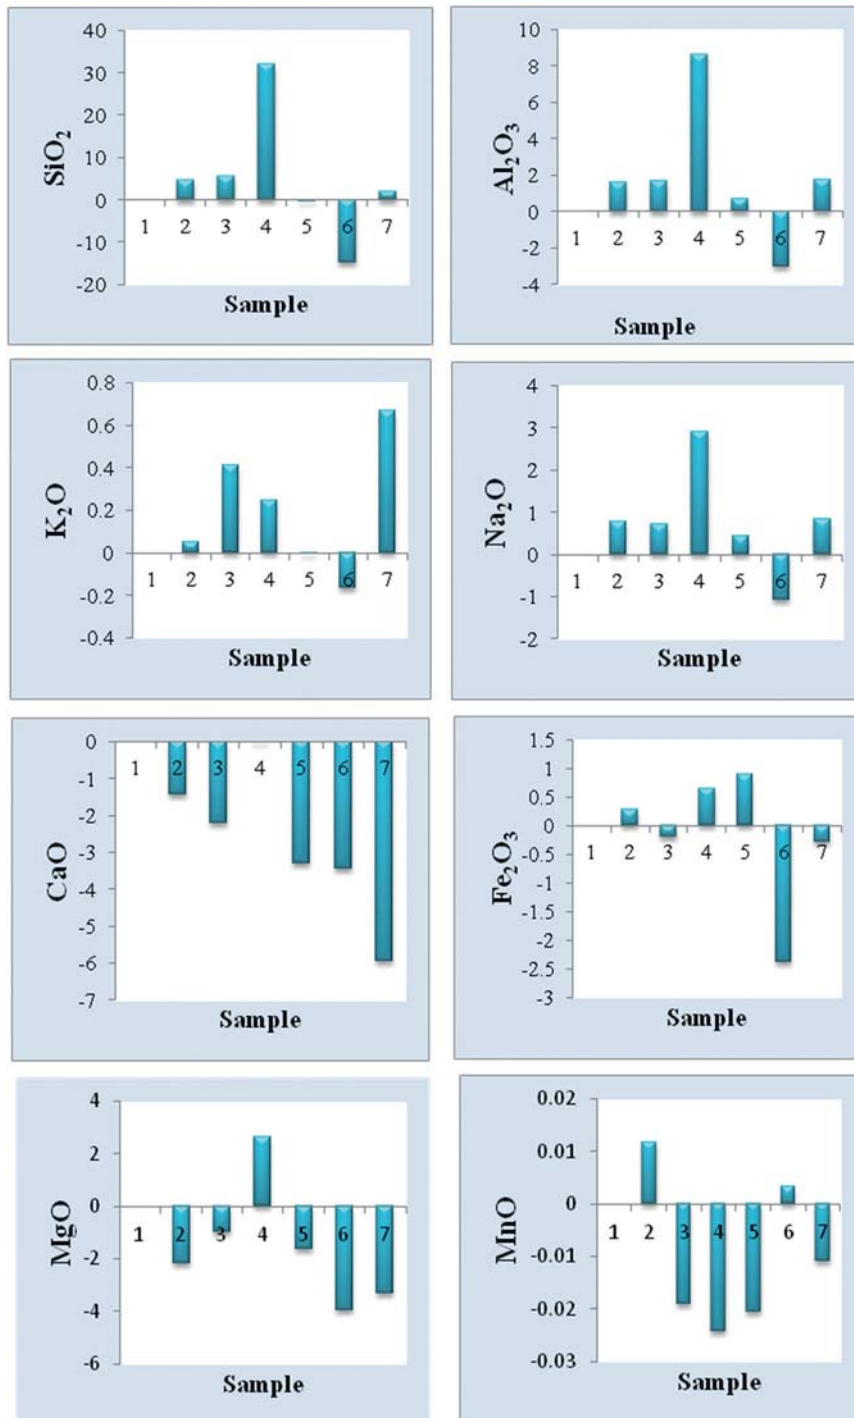 SiO₂
40
30
20
10
0
-10
-20
1 2 3 4 5 6 7
Sample
Al₂O₃
10
8
6
4
2
0
-2
-4
1 2 3 4 5 6 7
Sample
K₂O
0.8
0.6
0.4
0.2
0
-0.2
-0.4
1 2 3 4 5 6 7
Sample
Na₂O
4
3
2
1
0
-1
-2
1 2 3 4 5 6 7
Sample
CaO
0
-1
-2
-3
-4
-5
-6
-7
1 2 3 4 5 6 7
Sample
Fe₂O₃
1.5
1
0.5
0
-0.5
-1
-1.5
-2
-2.5
-3
1 2 3 4 5 6 7
Sample
MgO
4
2
0
-2
-4
-6
1 2 3 4 5 6 7
Sample
MnO
0.02
0.01
0
-0.01
-0.02
-0.03
1 2 3 4 5 6 7
Sample